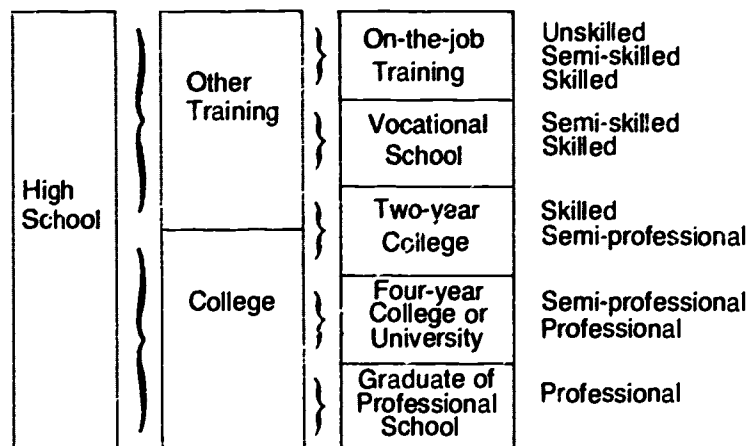 High
School
Other
Training
College
On-the-job
Training
Vocational
School
Two-year
College
Four-year
College or
University
Graduate of
Professional
School
Unskilled
Semi-skilled
Skilled
Semi-skilled
Skilled
Skilled
Semi-professional
Semi-professional
Professional
Professional